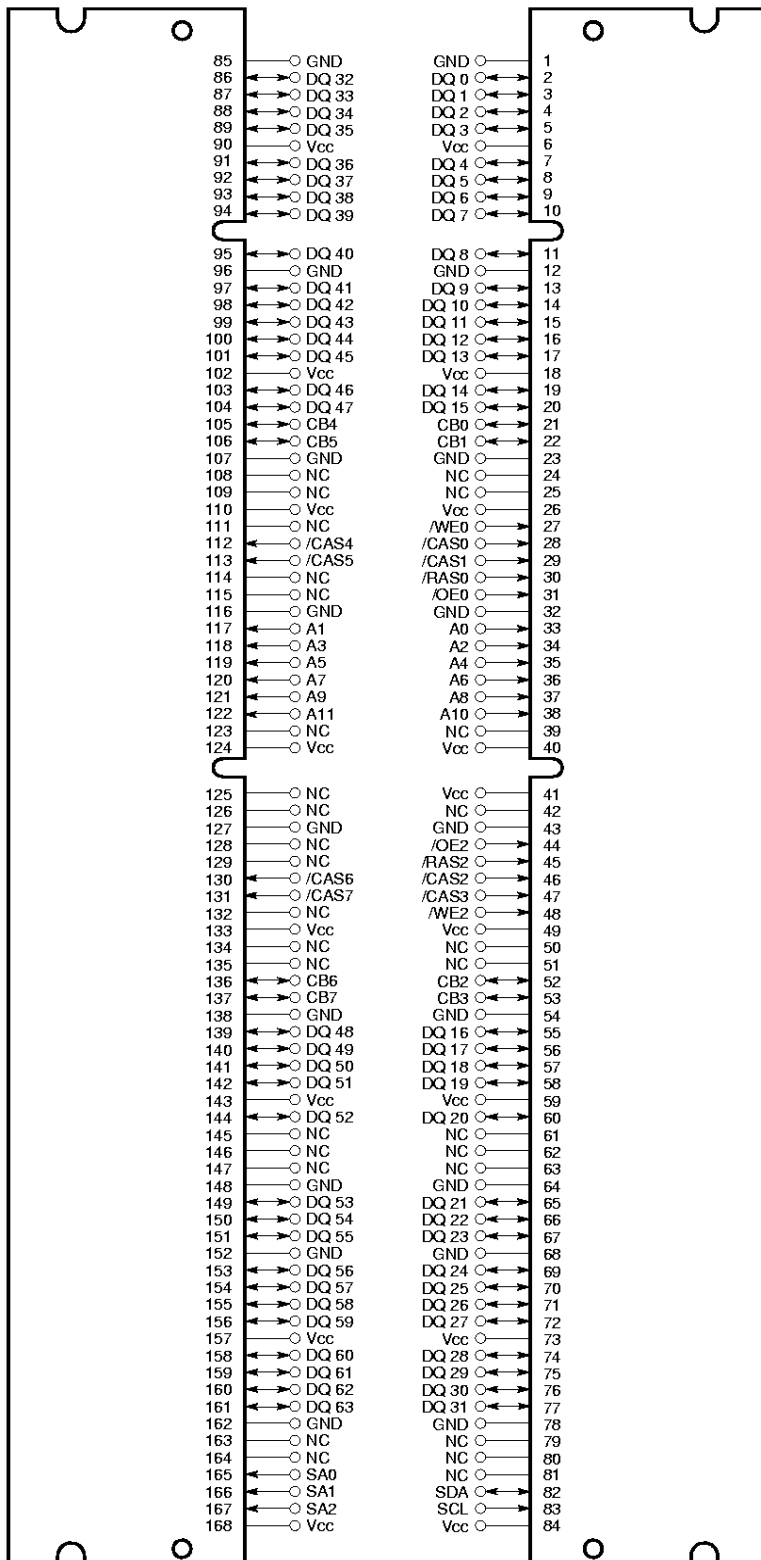 85 GND GND 1
86 DQ 32 DQ 0 2
87 DQ 33 DQ 1 3
88 DQ 34 DQ 2 4
89 DQ 35 DQ 3 5
90 Vcc Vcc 6
91 DQ 36 DQ 4 7
92 DQ 37 DQ 5 8
93 DQ 38 DQ 6 9
94 DQ 39 DQ 7 10
95 DQ 40 DQ 8 11
96 GND GND 12
97 DQ 41 DQ 9 13
98 DQ 42 DQ 10 14
99 DQ 43 DQ 11 15
100 DQ 44 DQ 12 16
101 DQ 45 DQ 13 17
102 Vcc Vcc 18
103 DQ 46 DQ 14 19
104 DQ 47 DQ 15 20
105 CB4 CB0 21
106 CB5 CB1 22
107 GND GND 23
108 NC NC 24
109 NC NC 25
110 Vcc Vcc 26
111 NC /WE0 27
112 /CAS4 /CAS0 28
113 /CAS5 /CAS1 29
114 NC /RAS0 30
115 NC /OE0 31
116 GND GND 32
117 A1 A0 33
118 A3 A2 34
119 A5 A4 35
120 A7 A6 36
121 A9 A8 37
122 A11 A10 38
123 NC NC 39
124 Vcc Vcc 40
125 NC Vcc 41
126 NC NC 42
127 GND GND 43
128 NC /OE2 44
129 NC /RAS2 45
130 /CAS6 /CAS2 46
131 /CAS7 /CAS3 47
132 NC /WE2 48
133 Vcc Vcc 49
134 NC NC 50
135 NC NC 51
136 CB6 CB2 52
137 CB7 CB3 53
138 GND GND 54
139 DQ 48 DQ 16 55
140 DQ 49 DQ 17 56
141 DQ 50 DQ 18 57
142 DQ 51 DQ 19 58
143 Vcc Vcc 59
144 DQ 52 DQ 20 60
145 NC NC 61
146 NC NC 62
147 NC NC 63
148 GND GND 64
149 DQ 53 DQ 21 65
150 DQ 54 DQ 22 66
151 DQ 55 DQ 23 67
152 GND GND 68
153 DQ 56 DQ 24 69
154 DQ 57 DQ 25 70
155 DQ 58 DQ 26 71
156 DQ 59 DQ 27 72
157 Vcc Vcc 73
158 DQ 60 DQ 28 74
159 DQ 61 DQ 29 75
160 DQ 62 DQ 30 76
161 DQ 63 DQ 31 77
162 GND GND 78
163 NC NC 79
164 NC NC 80
165 SA0 NC 81
166 SA1 SDA 82
167 SA2 SCL 83
168 Vcc Vcc 84